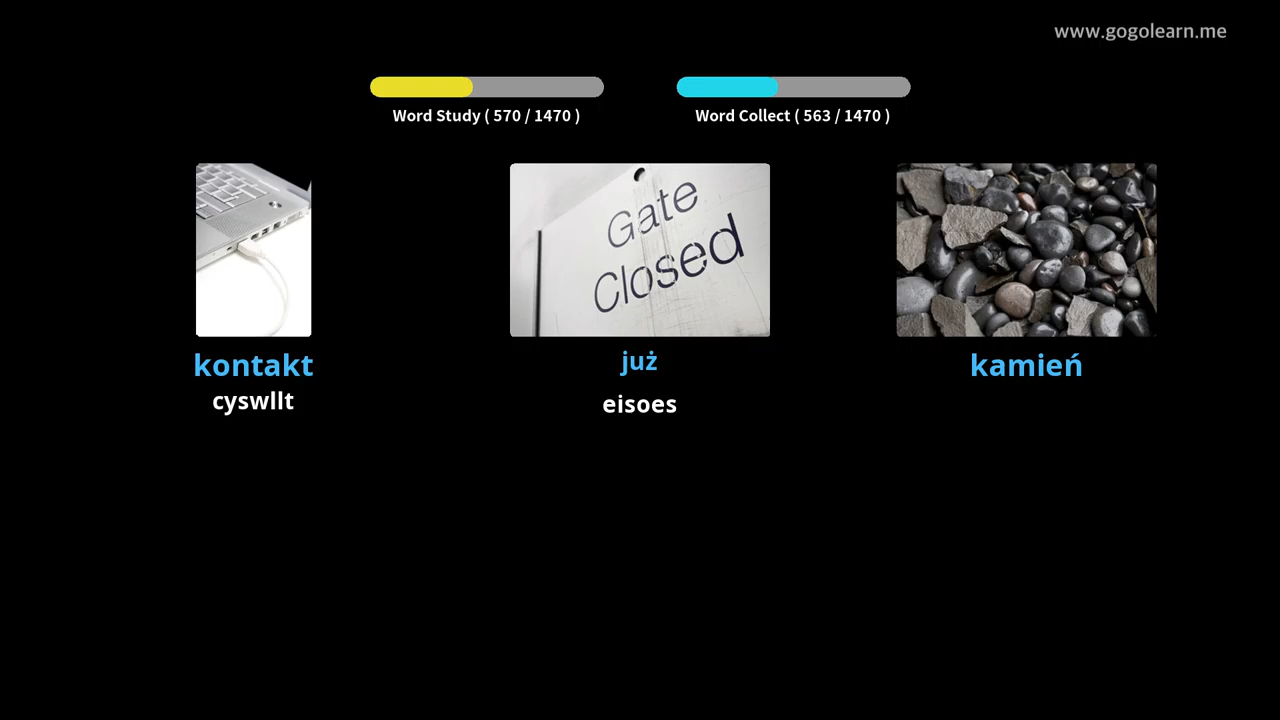 www.gogolearn.me
Word Study ( 570 / 1470 )
Word Collect ( 563 / 1470 )
Gate
Closed
kontakt
cyswllt
już
eisoes
kamień